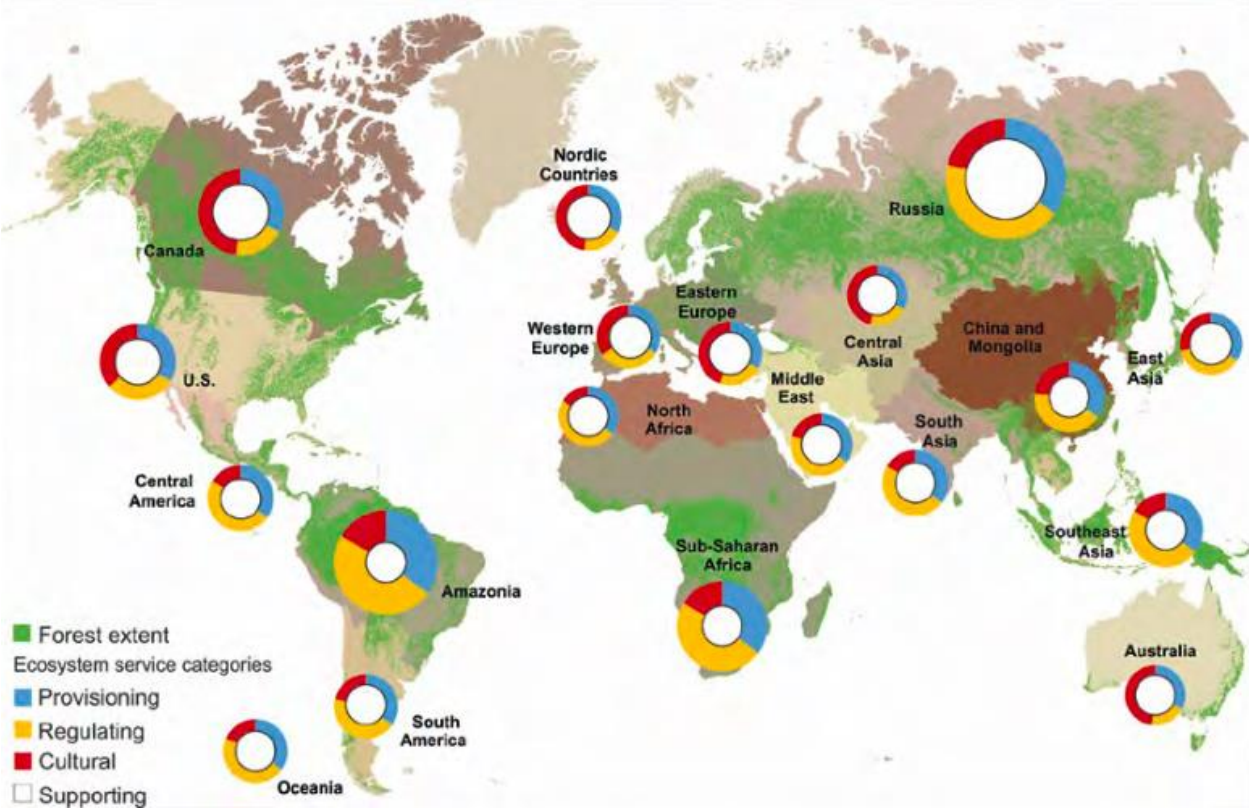 Nordic
Countries
Russia
Canada
Eastern
Europe
Western
Europe
Central
Asia
China and
Mongolia
East
Asia
U.S.
Middle
East
North
Africa
South
Asia
Central
America
Southeast
Asia
Sub-Saharan
Africa
Amazonia
Forest extent
Ecosystem service categories
Provisioning
Regulating
Cultural
Supporting
Australia
South
America
Oceania